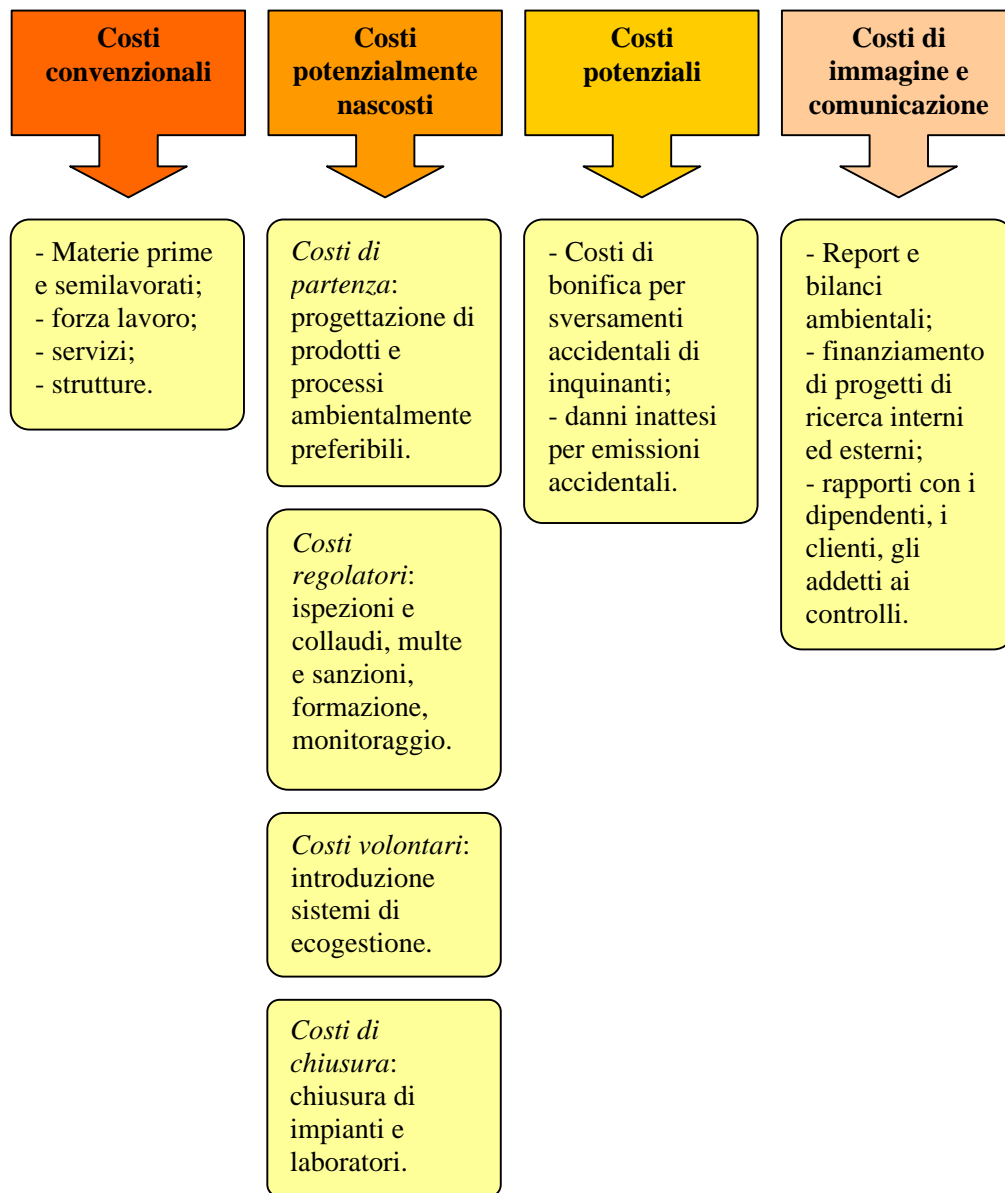 Costi
convenzionali
Costi
potenzialmente
nascosti
Costi
potenziali
Costi di
immagine e
comunicazione
- Materie prime
e semilavorati;
- forza lavoro;
- servizi;
- strutture.
Costi di
partenza:
progettazione di
prodotti e
processi
ambientalmente
preferibili.
Costi
regolatori:
ispezioni e
collaudi, multe
e sanzioni,
formazione,
monitoraggio.
Costi volontari:
introduzione
sistemi di
ecogestione.
Costi di
chiusura:
chiusura di
impianti e
laboratori.
- Costi di
bonifica per
sversamenti
accidentali di
inquinanti;
- danni inattesi
per emissioni
accidentali.
- Report e
bilanci
ambientali;
- finanziamento
di progetti di
ricerca interni
ed esterni;
- rapporti con i
dipendenti, i
clienti, gli
addetti ai
controlli.